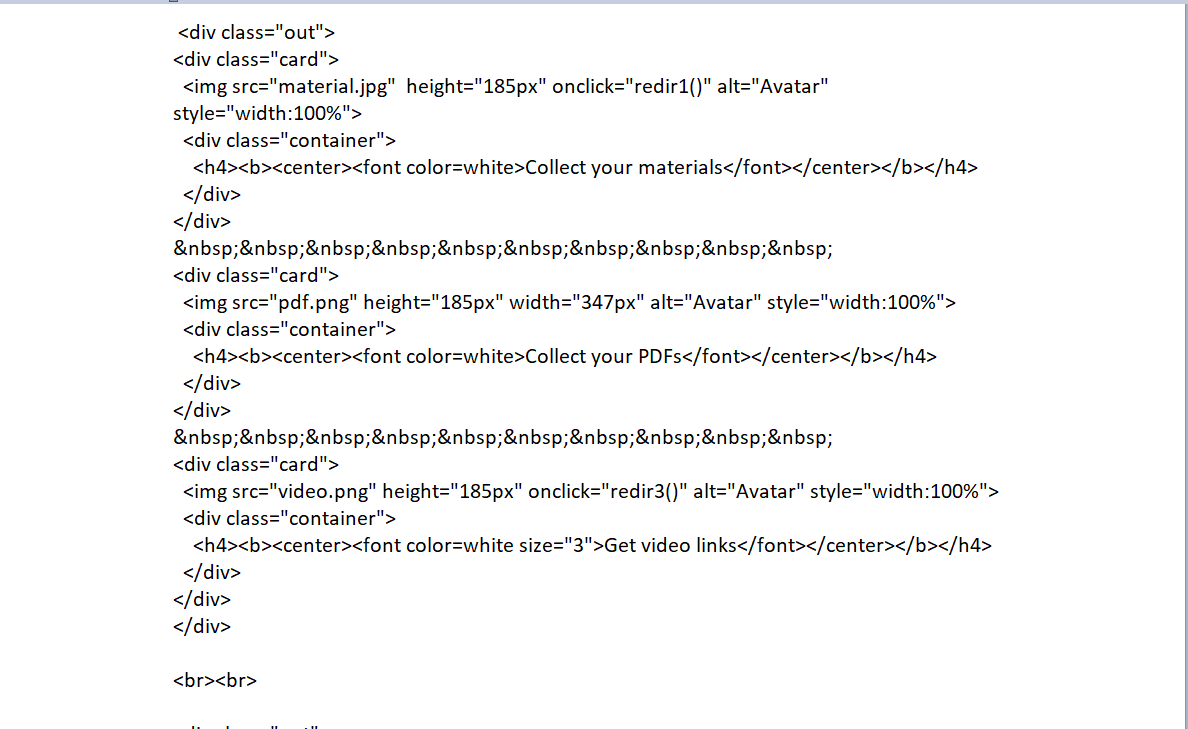 <div class="out">
<div class="card">
<img src="material.jpg"  height="185px" onclick="redir1()" alt="Avatar"
style="width:100%">
<div class="container">
<h4><b><center><font color=white>Collect your materials</font></center></b></h4>
</div>
</div>
&nbsp;&nbsp;&nbsp;&nbsp;&nbsp;&nbsp;&nbsp;&nbsp;&nbsp;&nbsp;
<div class="card">
<img src="pdf.png" height="185px" width="347px" alt="Avatar" style="width:100%">
<div class="container">
<h4><b><center><font color=white>Collect your PDFs</font></center></b></h4>
</div>
</div>
&nbsp;&nbsp;&nbsp;&nbsp;&nbsp;&nbsp;&nbsp;&nbsp;&nbsp;&nbsp;
<div class="card">
<img src="video.png" height="185px" onclick="redir3()" alt="Avatar" style="width:100%">
<div class="container">
<h4><b><center><font color=white size="3">Get video links</font></center></b></h4>
</div>
</div>
</div>
<br><br>